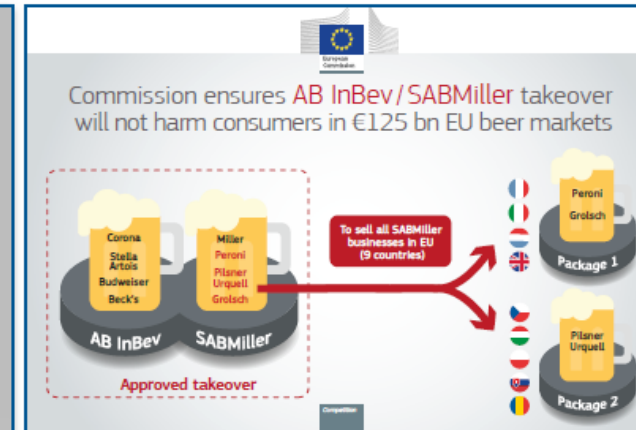 European
Commission
Commission ensures AB InBev/SABMiller takeover
will not harm consumers in €125 bn EU beer markets
Corona
Stella
Artois
Budweiser
Beck's
AB InBev
Miller
Peroni
Pilsner
Urquell
Grolsch
SABMiller
Approved takeover
To sell all SABMiller
businesses in EU
(9 countries)
Peroni
Grolsch
Package 1
Pilsner
Urquell
Package 2
Competition